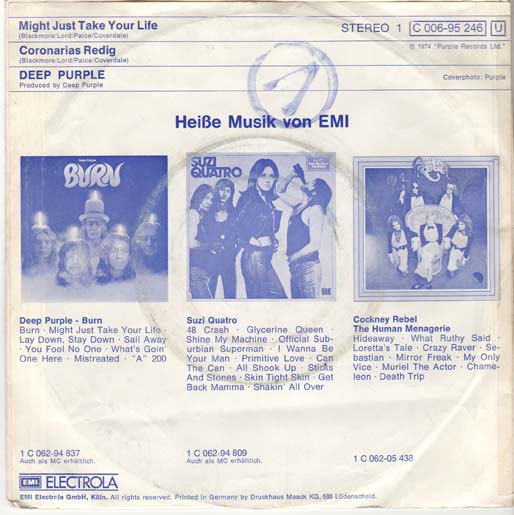 Might Just Take Your Life
(Blackmore/Lord/Paice/Coverdale)
Coronarias Redig
(Blackmore/Lord/Paice/Coverdale)
DEEP PURPLE
Produced by Deep Purple
STEREO 1 C 006-95 246 U
℗ 1974 "Purple Records Ltd."
Coverphoto: Purple
Heiße Musik von EMI
DEEP PURPLE
BURN
SUZI
QUATRO
RAK
Deep Purple - Burn
Burn · Might Just Take Your Life ·
Lay Down, Stay Down · Sail Away
· You Fool No One · What's Goin'
One Here · Mistreated · "A" 200
1 C 062-94 837
Auch als MC erhältlich.
Suzi Quatro
48 Crash · Glycerine Queen ·
Shine My Machine · Official Sub-
urbian Superman · I Wanna Be
Your Man · Primitive Love · Can
The Can · All Shook Up · Sticks
And Stones · Skin Tight Skin · Get
Back Mamma · Shakin' All Over
1 C 062-94 809
Auch als MC erhältlich.
Cockney Rebel
The Human Menagerie
Hideaway · What Ruthy Said ·
Loretta's Tale · Crazy Raver · Se-
bastian · Mirror Freak · My Only
Vice · Muriel The Actor · Chame-
leon · Death Trip
1 C 062-05 438
EMI ELECTROLA
EMI Electrola GmbH, Köln. All rights reserved. Printed in Germany by Druckhaus Maack KG, 588 Lüdenscheid.